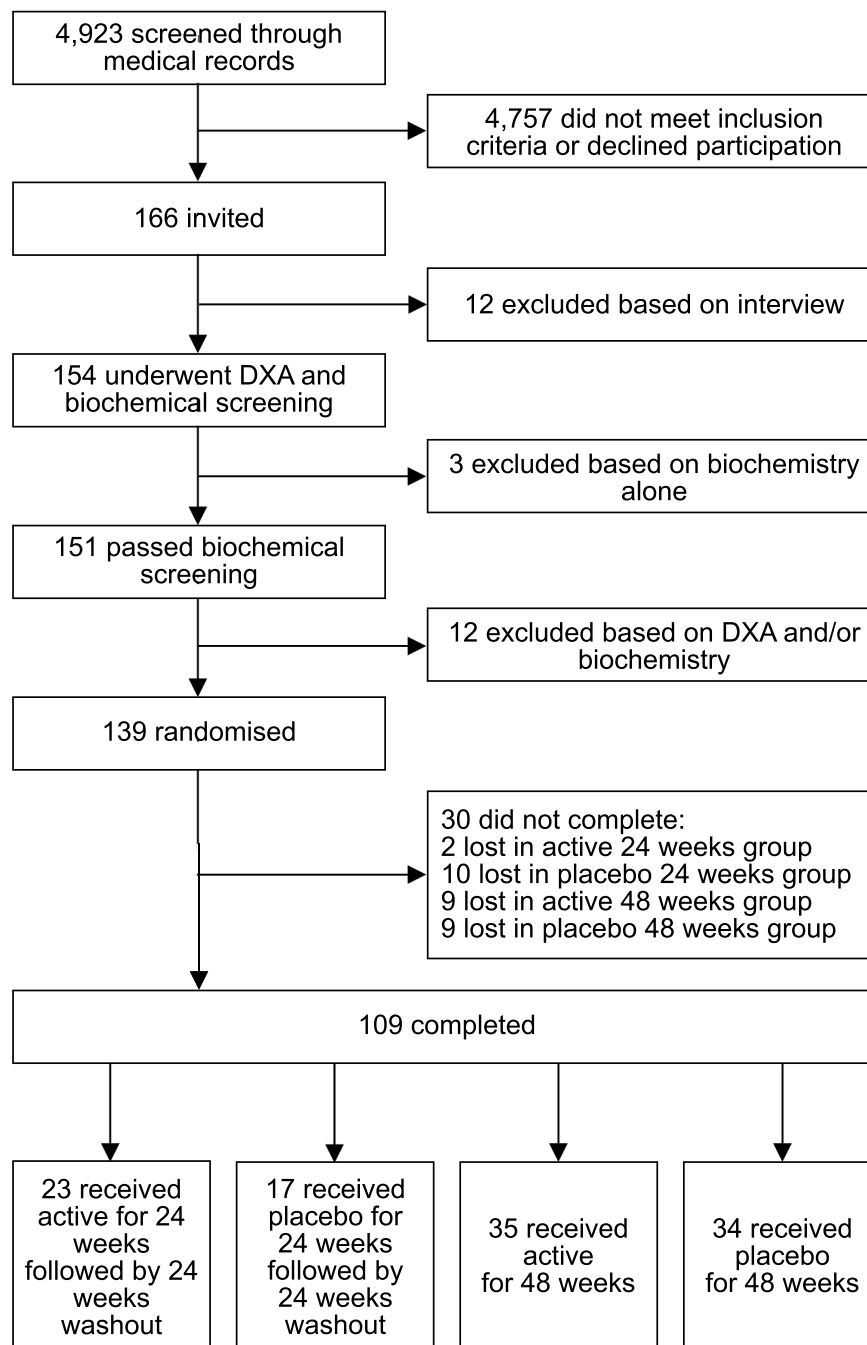 4,923 screened through
medical records
4,757 did not meet inclusion
criteria or declined participation
166 invited
12 excluded based on interview
154 underwent DXA and
biochemical screening
3 excluded based on biochemistry
alone
151 passed biochemical
screening
12 excluded based on DXA and/or
biochemistry
139 randomised
30 did not complete:
2 lost in active 24 weeks group
10 lost in placebo 24 weeks group
9 lost in active 48 weeks group
9 lost in placebo 48 weeks group
109 completed
23 received
active for 24
weeks
followed by 24
weeks
washout
17 received
placebo for
24 weeks
followed by
24 weeks
washout
35 received
active
for 48 weeks
34 received
placebo
for 48 weeks